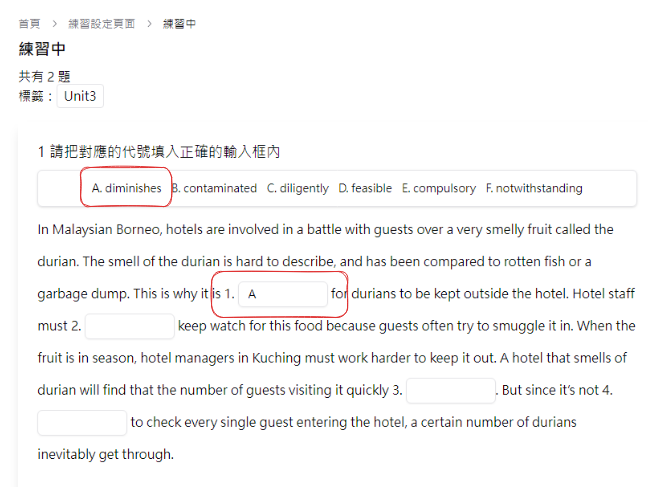 首頁 > 練習設定頁面 > 練習中
練習中
共有 2 題
標籤： Unit3
1 請把對應的代號填入正確的輸入框內
A. diminishes B. contaminated C. diligently D. feasible E. compulsory F. notwithstanding
In Malaysian Borneo, hotels are involved in a battle with guests over a very smelly fruit called the
durian. The smell of the durian is hard to describe, and has been compared to rotten fish or a
garbage dump. This is why it is 1. A for durians to be kept outside the hotel. Hotel staff
must 2. keep watch for this food because guests often try to smuggle it in. When the
fruit is in season, hotel managers in Kuching must work harder to keep it out. A hotel that smells of
durian will find that the number of guests visiting it quickly 3. . But since it’s not 4.
to check every single guest entering the hotel, a certain number of durians
inevitably get through.